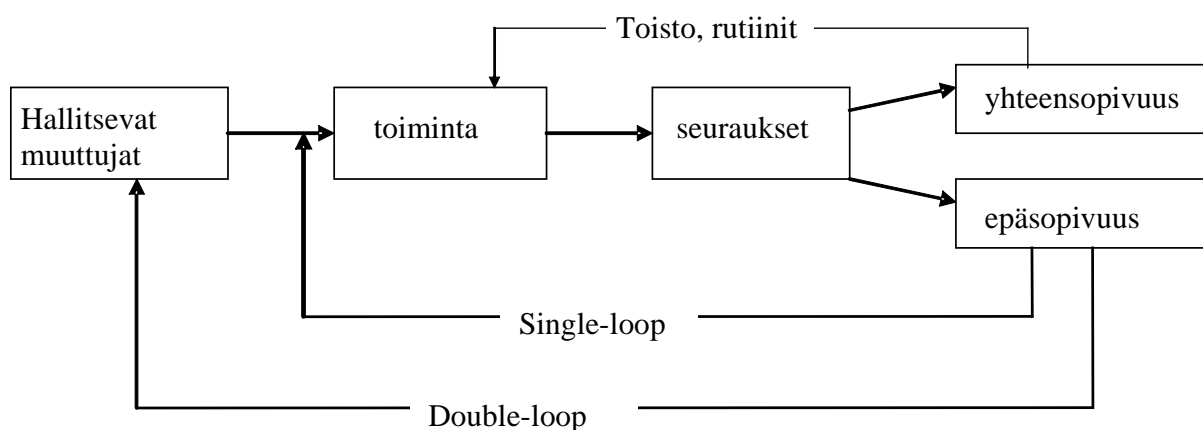 Toisto, rutiinit
Hallitsevat
muuttujat
toiminta
seuraukset
yhteensopivuus
epäsopivuus
Single-loop
Double-loop